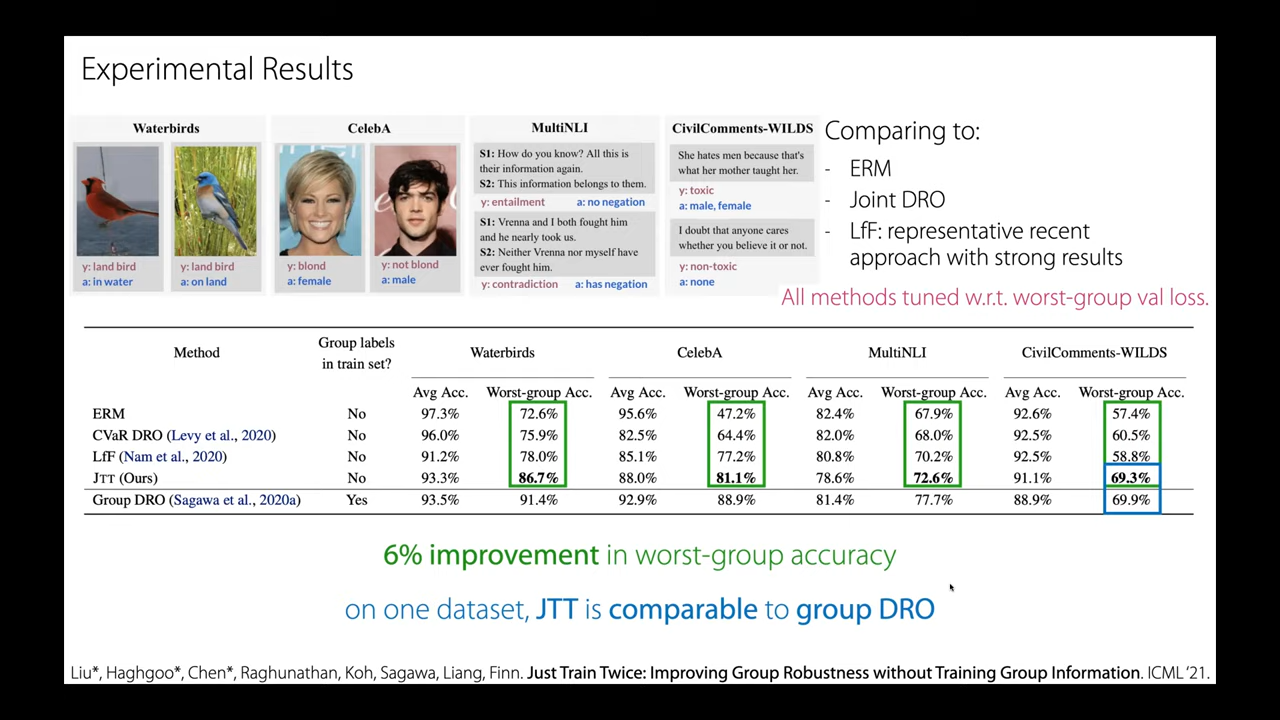 Experimental Results
Waterbirds
CelebA
MultiNLI
CivilComments-WILDS
y: land bird
a: in water
y: land bird
a: on land
y: blond
a: female
y: not blond
a: male
S1: How do you know? All this is
their information again.
S2: This information belongs to them.
y: entailment a: no negation
S1: Vrenna and I both fought him
and he nearly took us.
S2: Neither Vrenna nor myself have
ever fought him.
y: contradiction a: has negation
She hates men because that's
what her mother taught her.
y: toxic
a: male, female
I doubt that anyone cares
whether you believe it or not.
y: non-toxic
a: none
Comparing to:
- ERM
- Joint DRO
- LfF: representative recent
approach with strong results
All methods tuned w.r.t. worst-group val loss.
Method Group labels in train set? Waterbirds CelebA MultiNLI CivilComments-WILDS
Avg Acc. Worst-group Acc. Avg Acc. Worst-group Acc. Avg Acc. Worst-group Acc. Avg Acc. Worst-group Acc.
ERM No 97.3% 72.6% 95.6% 47.2% 82.4% 67.9% 92.6% 57.4%
CVaR DRO (Levy et al., 2020) No 96.0% 75.9% 82.5% 64.4% 82.0% 68.0% 92.5% 60.5%
LfF (Nam et al., 2020) No 91.2% 78.0% 85.1% 77.2% 80.8% 70.2% 92.5% 58.8%
JTT (Ours) No 93.3% 86.7% 88.0% 81.1% 78.6% 72.6% 91.1% 69.3%
Group DRO (Sagawa et al., 2020a) Yes 93.5% 91.4% 92.9% 88.9% 81.4% 77.7% 88.9% 69.9%
6% improvement in worst-group accuracy
on one dataset, JTT is comparable to group DRO
Liu*, Haghgoo*, Chen*, Raghunathan, Koh, Sagawa, Liang, Finn. Just Train Twice: Improving Group Robustness without Training Group Information. ICML '21.